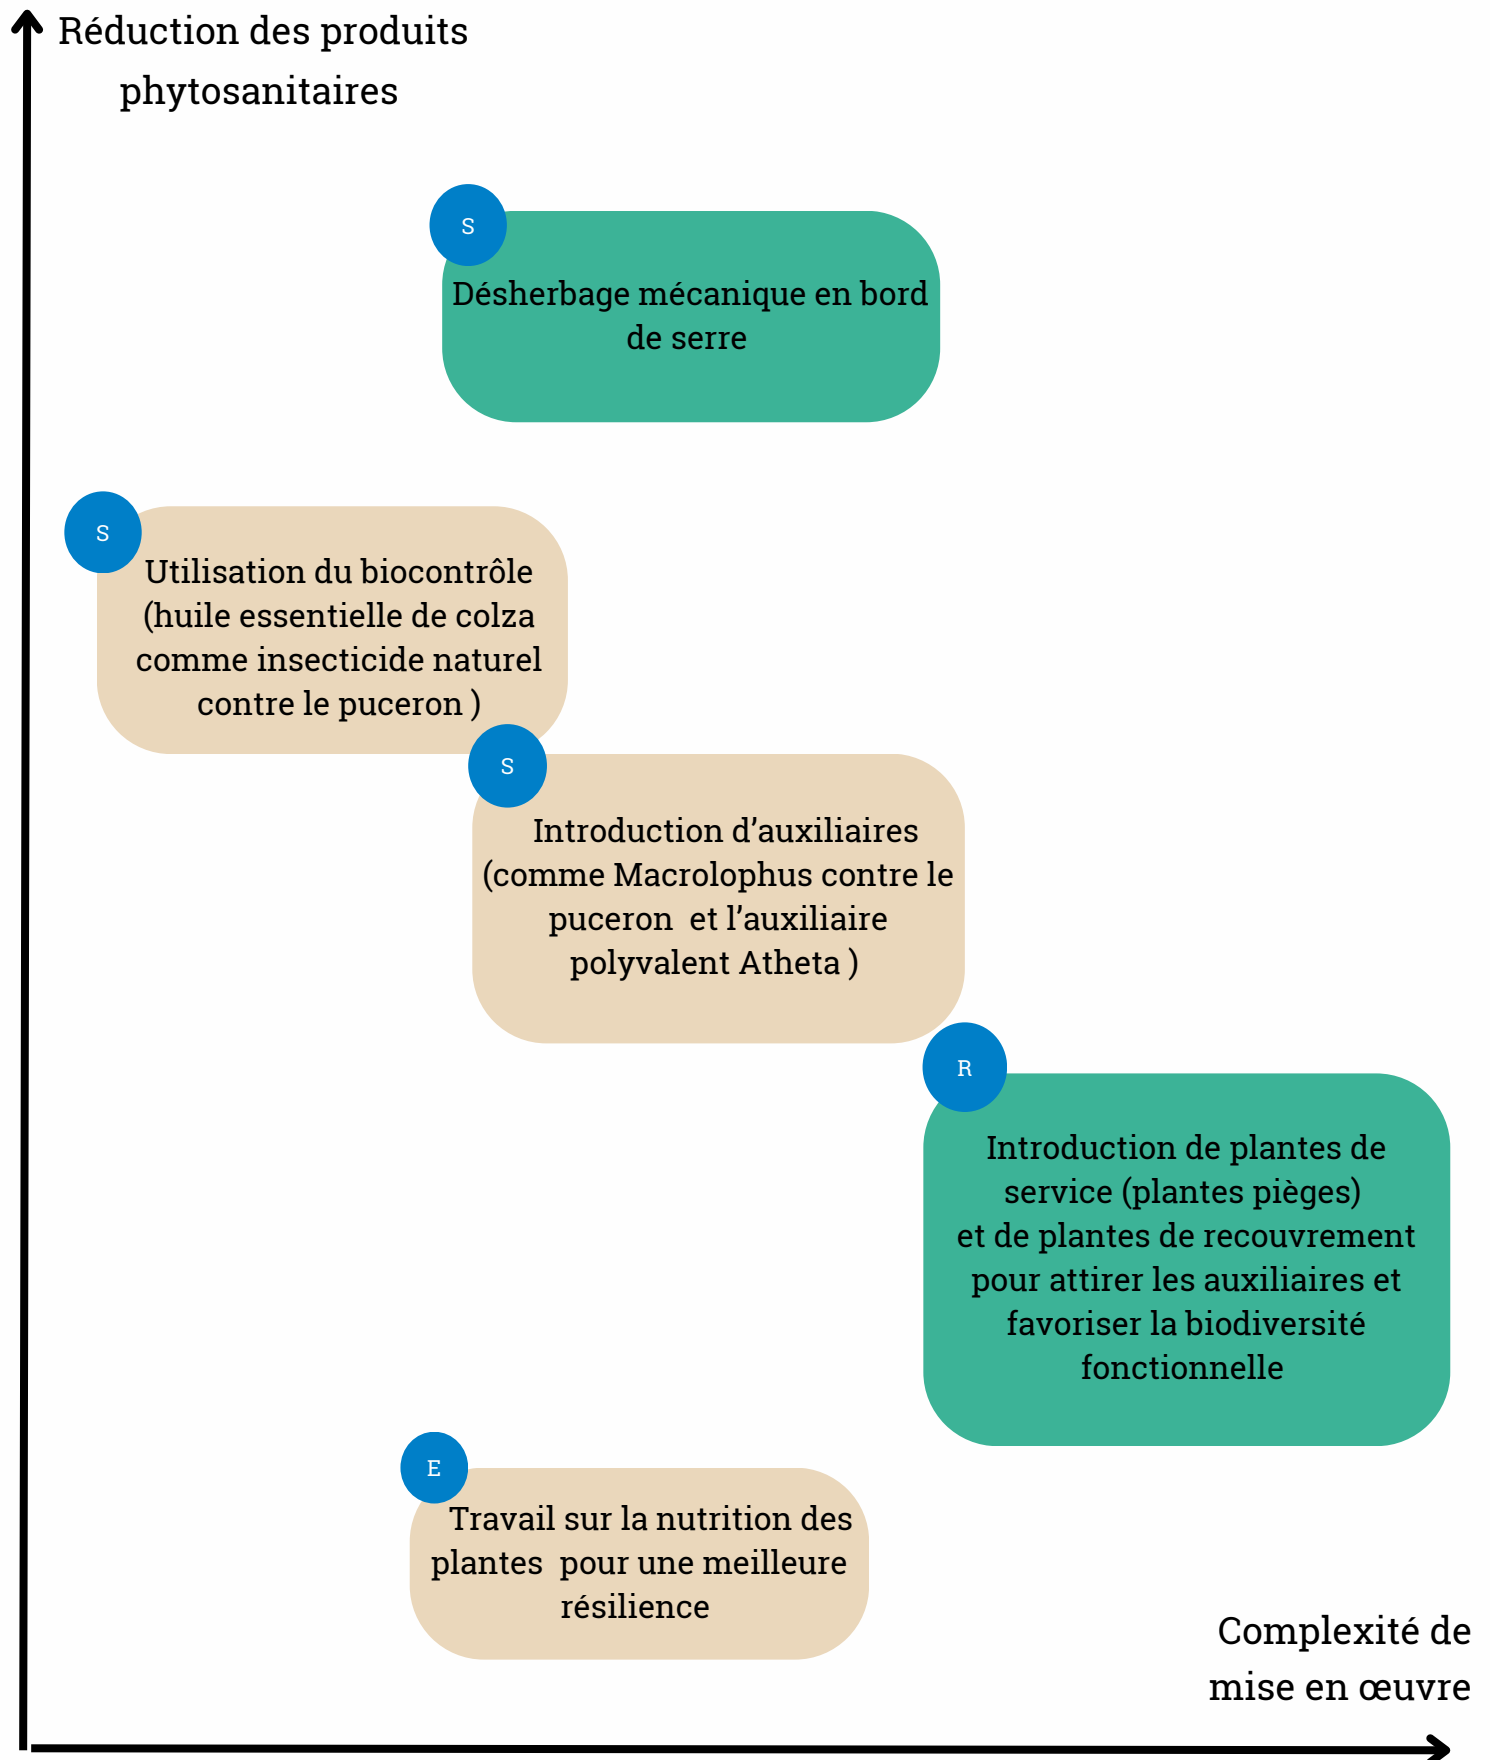 Réduction des produits
phytosanitaires
S
Désherbage mécanique en bord
de serre
S
Utilisation du biocontrôle
(huile essentielle de colza
comme insecticide naturel
contre le puceron )
S
Introduction d’auxiliaires
(comme Macrolophus contre le
puceron  et l’auxiliaire
polyvalent Atheta )
R
Introduction de plantes de
service (plantes pièges)
et de plantes de recouvrement
pour attirer les auxiliaires et
favoriser la biodiversité
fonctionnelle
E
Travail sur la nutrition des
plantes  pour une meilleure
résilience
Complexité de
mise en œuvre